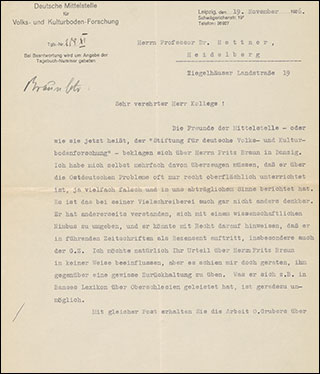 Deutsche Mittelstelle
für
Volks- und Kulturboden-Forschung
Leipzig, den 19. November
Schwägrichenstr.
Telefon:
Tgb.-Nr.
Bei Beantwortung wird um Angabe der
Tagebuch-Nummer gebeten
Herrn Professor Dr. Hettner,
Heidelberg
Ziegelhäuser Landstraße 19
Sehr verehrter Herr Kollege !
Die Freunde der Mittelstelle - oder
wie sie jetzt heißt, der "Stiftung für deutsche Volks- und Kultur-
bodenforschung" - beklagen sich über Herrn Fritz Braun in Danzig.
Ich habe mich selbst mehrfach davon überzeugen müssen, daß er über
die Ostdeutschen Probleme oft nur recht oberflächlich unterrichtet
ist, ja vielfach falsch und in uns abträglichem Sinne berichtet hat.
Es ist das bei seiner Vielschreiberei auch gar nicht anders denkbar.
Er hat andererseits verstanden, sich mit einem wissenschaftlichen
Nimbus zu umgeben, und er könnte mit Recht darauf hinweisen, daß er
in führenden Zeitschriften als Rezensent auftritt, insbesondere auch
der G.Z. Ich möchte natürlich Ihr Urteil über Herrn Fritz Braun
in keiner Weise beeinflussen, aber es schien mir doch geraten, ihm
gegenüber eine gewisse Zurückhaltung zu üben. Was er sich z.B. in
Banses Lexikon über Oberschlesien geleistet hat, ist geradezu un-
möglich.
Mit gleicher Post erhalten Sie die Arbeit O.Grubers über